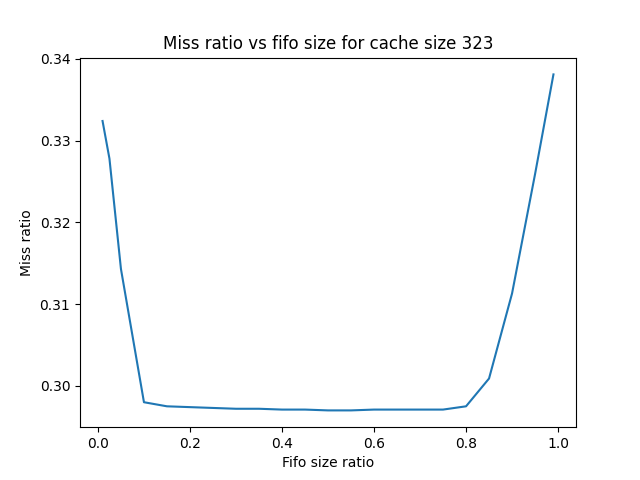 Miss ratio vs fifo size for cache size 323
0.34
0.33
0.32
0.31
0.30
Miss ratio
0.0 0.2 0.4 0.6 0.8 1.0
Fifo size ratio